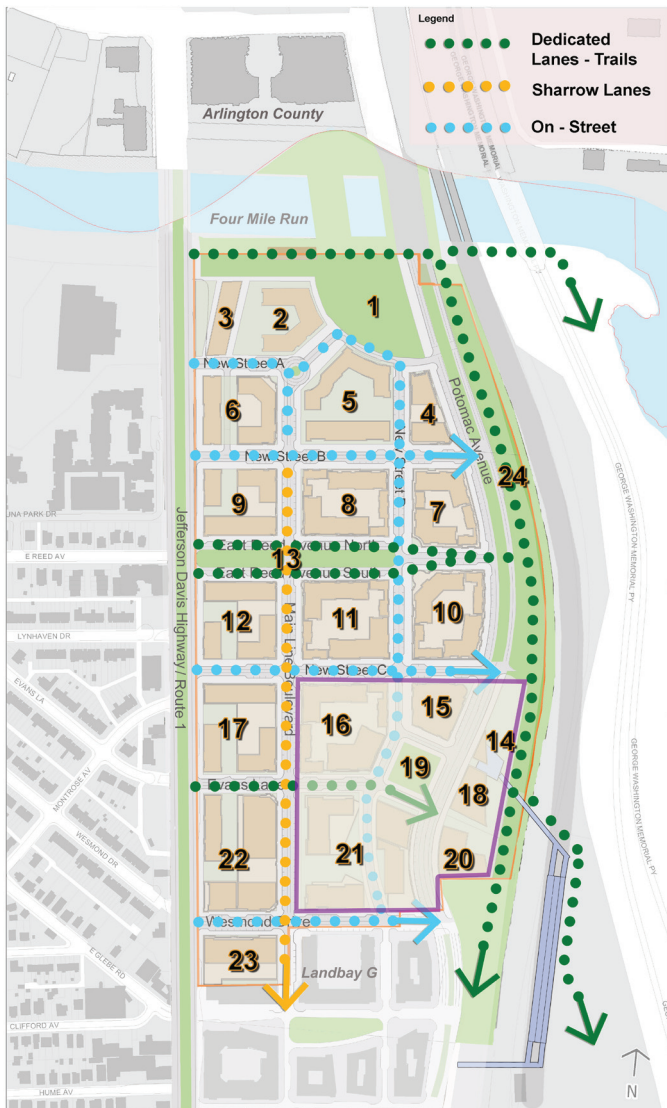 Legend
Dedicated
Lanes - Trails
Sharrow Lanes
On - Street
Arlington County
Four Mile Run
1
2
3
New Street A
6
5
4
Potomac Avenue
New Street B
24
9
8
7
UNA PARK DR
E REED AV
East Reed Avenue North
13
East Reed Avenue South
Jefferson Davis Highway / Route 1
Main Line Boulevard
GEORGE WASHINGTON MEMORIAL PY
12
11
10
LYNHAVEN DR
New Street C
EVANS LA
MONTROSE AV
17
16
15
14
19
18
WESMOND DR
22
21
20
E GLEBE RD
23
Landbay G
GEORGE WASHINGTON MEMORIAL PY
CLIFFORD AV
HUME AV
N